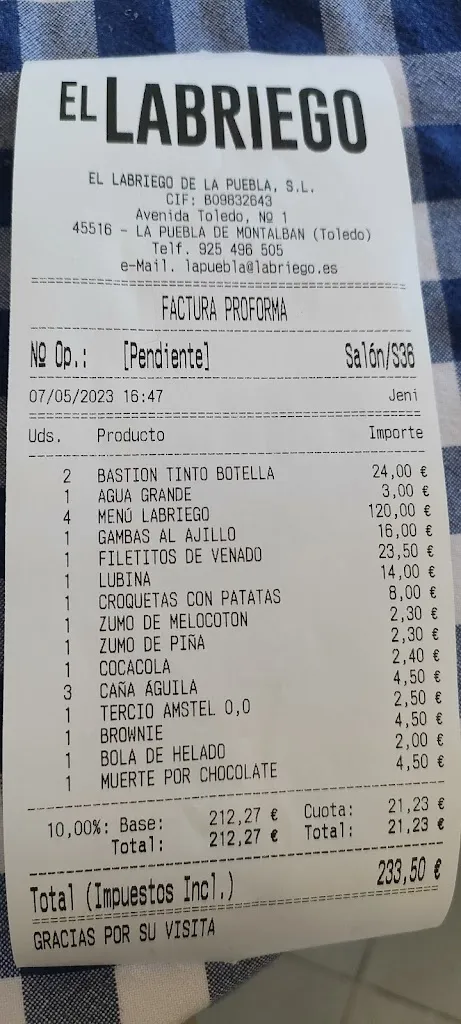 EL LABRIEGO
EL LABRIEGO DE LA PUEBLA, S.L.
CIF: B09832643
Avenida Toledo, Nº 1
45516 - LA PUEBLA DE MONTALBAN (Toledo)
Telf. 925 496 505
e-Mail. lapuebla@labriego.es
FACTURA PROFORMA
Nº Op.: [Pendiente] Salón/S36
07/05/2023 16:47 Jeni
Uds. Producto Importe
2 BASTION TINTO BOTELLA 24,00 €
1 AGUA GRANDE 3,00 €
4 MENÚ LABRIEGO 120,00 €
1 GAMBAS AL AJILLO 16,00 €
1 FILETITOS DE VENADO 23,50 €
1 LUBINA 14,00 €
1 CROQUETAS CON PATATAS 8,00 €
1 ZUMO DE MELOCOTON 2,30 €
1 ZUMO DE PIÑA 2,30 €
1 COCACOLA 2,40 €
3 CAÑA ÁGUILA 4,50 €
1 TERCIO AMSTEL 0,0 2,50 €
1 BROWNIE 4,50 €
1 BOLA DE HELADO 2,00 €
1 MUERTE POR CHOCOLATE 4,50 €
10,00%: Base: 212,27 € Cuota: 21,23 €
Total: 212,27 € Total: 21,23 €
Total (Impuestos Incl.) 233,50 €
GRACIAS POR SU VISITA